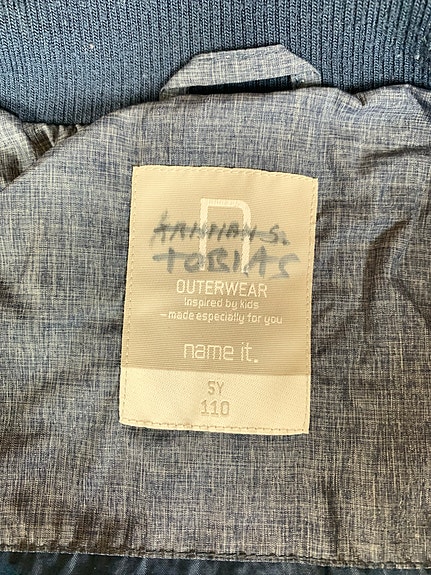 TOBIAS
OUTERWEAR
Inspired by kids
—made especially for you
name it.
5Y
110